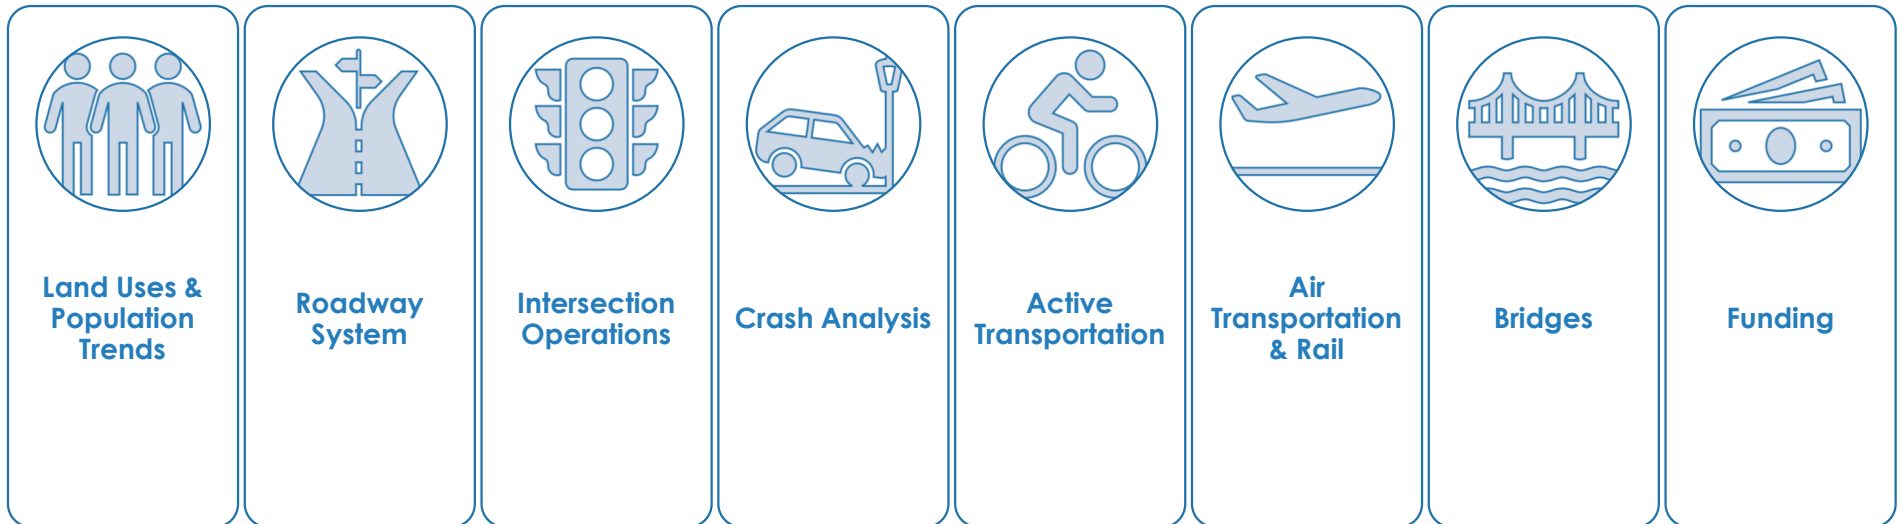 Land Uses &
Population
Trends
Roadway
System
Intersection
Operations
Crash Analysis
Active
Transportation
Air
Transportation
& Rail
Bridges
Funding